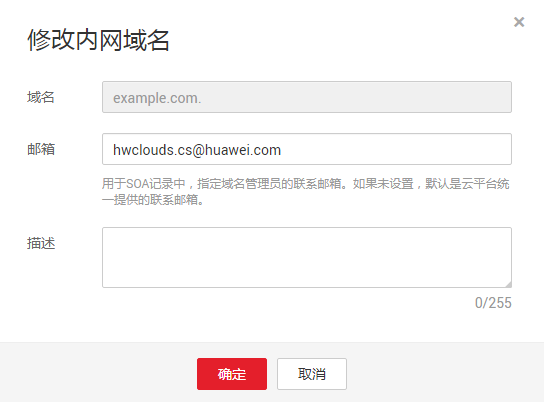 ×
修改内网域名
域名
example.com.
邮箱
hwclouds.cs@huawei.com
用于SOA记录中，指定域名管理员的联系邮箱。如果未设置，默认是云平台统
一提供的联系邮箱。
描述
0/255
确定
取消